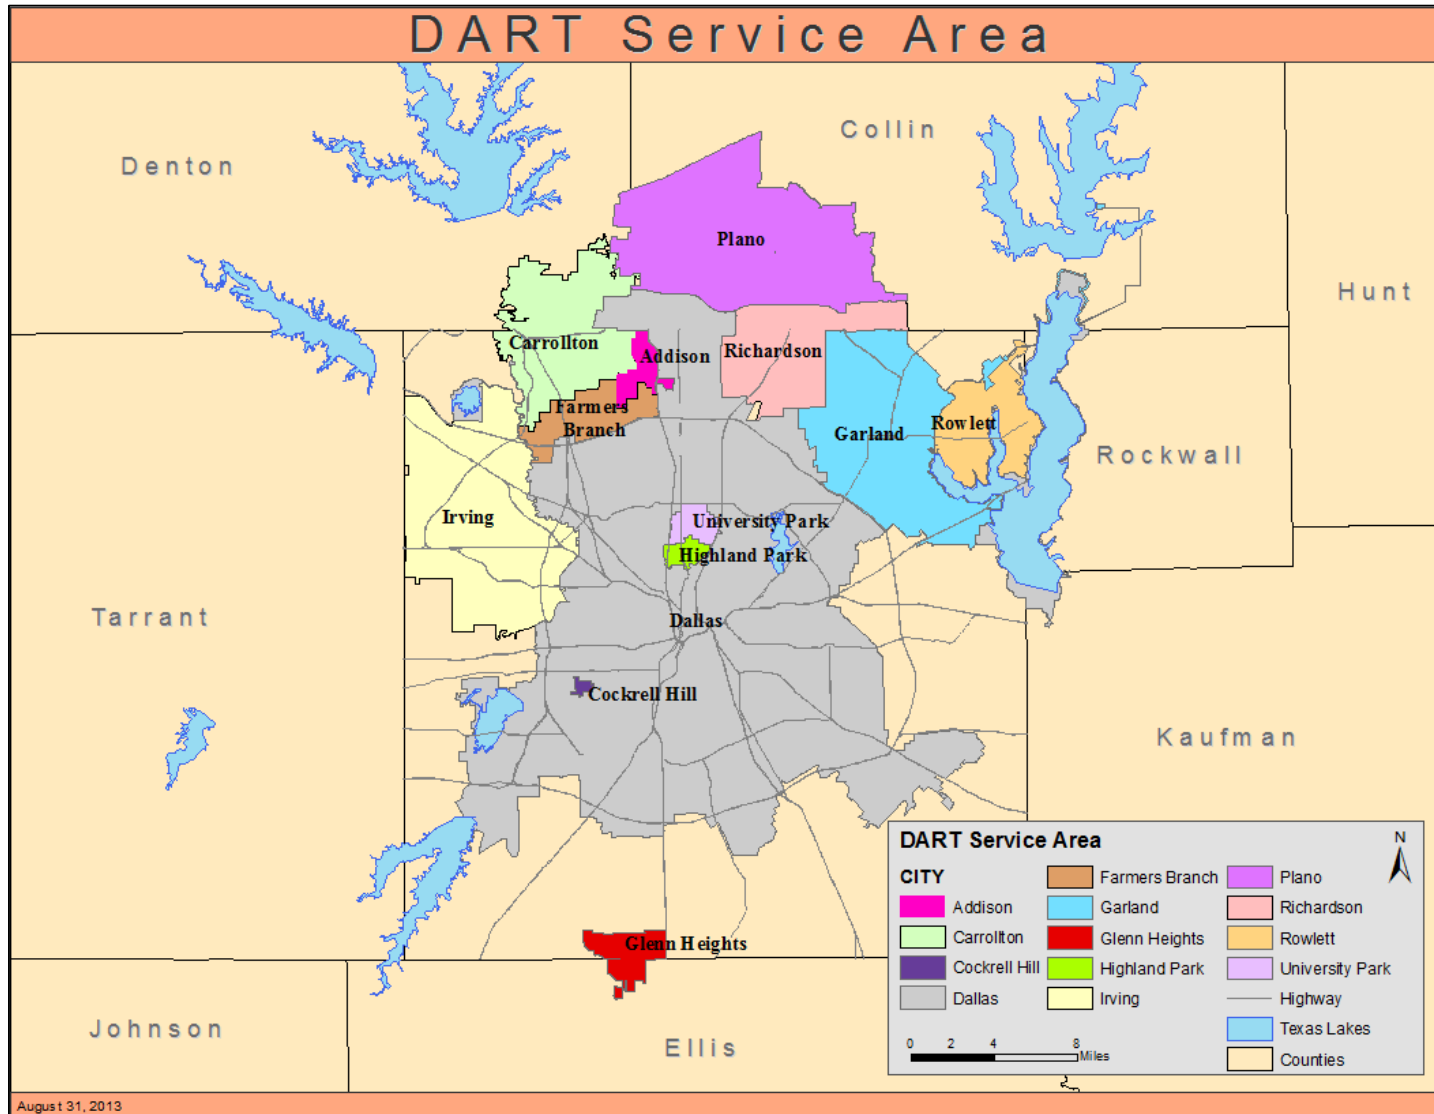 DART Service Area
Denton
Collin
Hunt
Plano
Carrollton
Addison
Richardson
Farmers
Branch
Garland
Rowlett
Rockwall
Irving
University Park
Highland Park
Tarrant
Dallas
Cockrell Hill
Kaufman
Glenn Heights
Johnson
Ellis
DART Service Area
N
CITY
Addison
Carrollton
Cockrell Hill
Dallas
Farmers Branch
Garland
Glenn Heights
Highland Park
Irving
Plano
Richardson
Rowlett
University Park
Highway
Texas Lakes
Counties
0 2 4 8
Miles
August 31, 2013